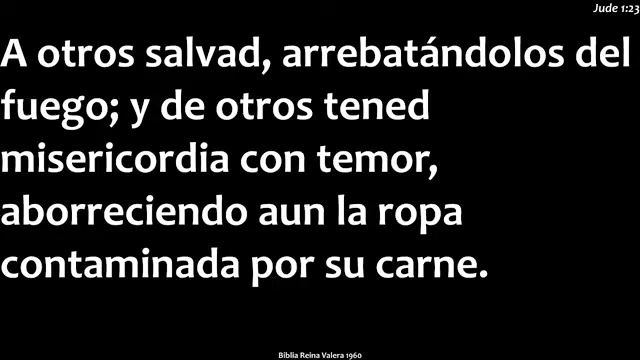 Jude 1:23
A otros salvad, arrebatándolos del
fuego; y de otros tened
misericordia con temor,
aborreciendo aun la ropa
contaminada por su carne.
Biblia Reina Valera 1960